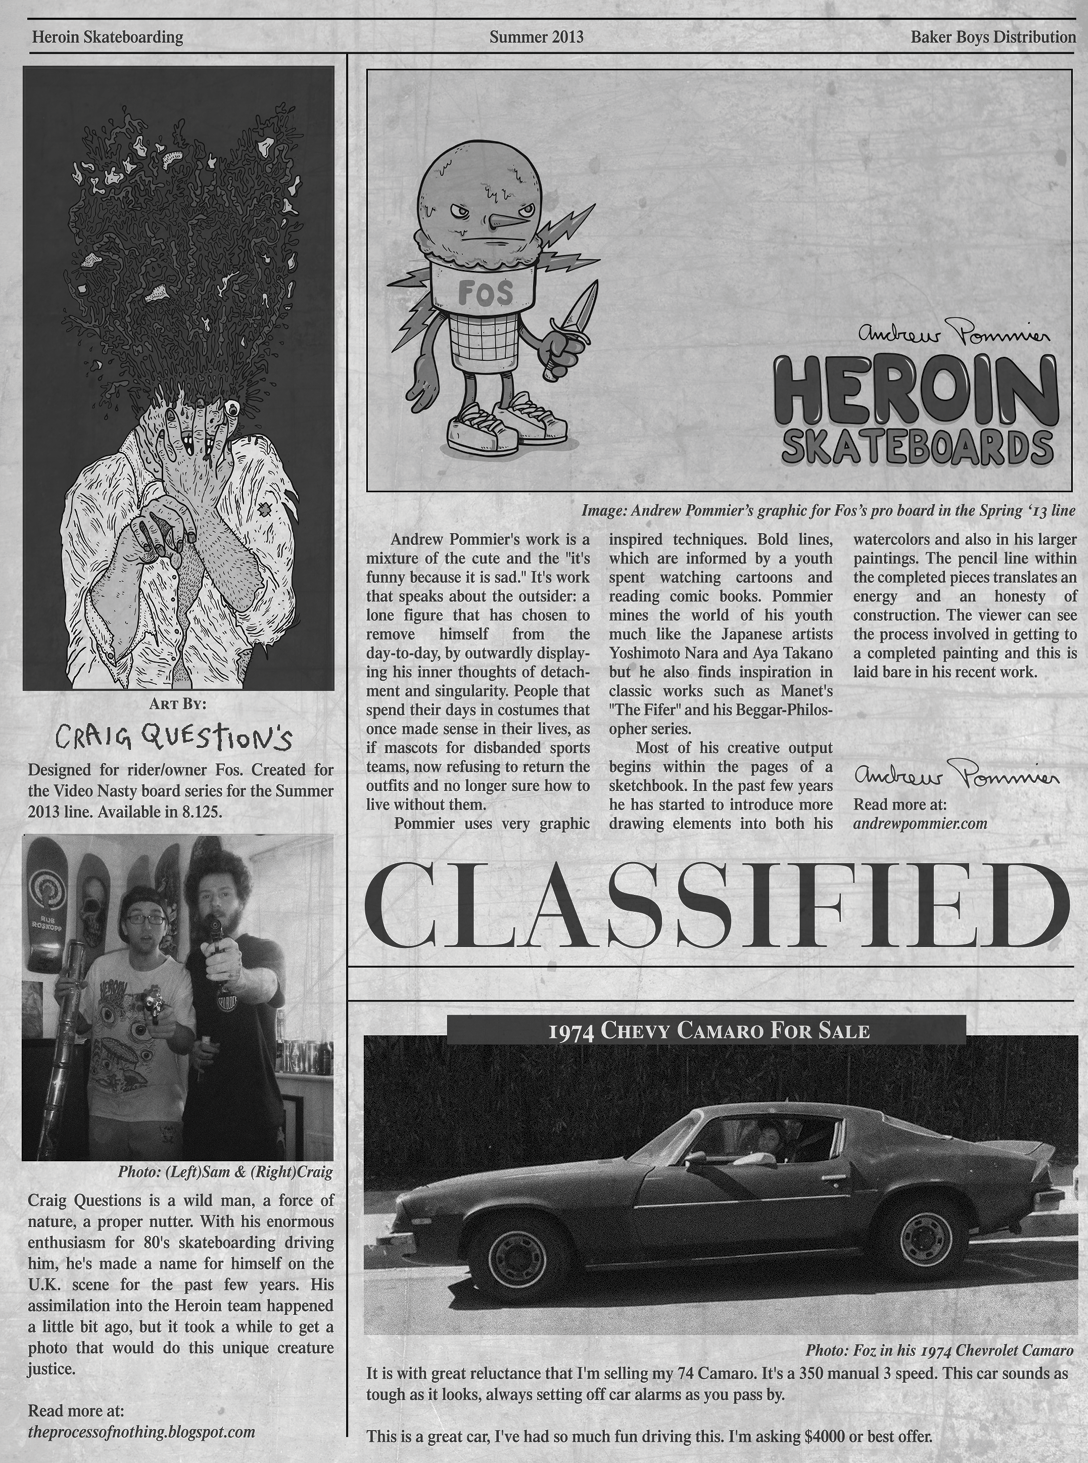 Heroin Skateboarding
Summer 2013
Baker Boys Distribution
ART BY:
CRAIG QUESTION'S
Designed for rider/owner Fos. Created for
the Video Nasty board series for the Summer
2013 line. Available in 8.125.
ROB
ROSKOPP
HEROIN
Photo: (Left)Sam & (Right)Craig
Craig Questions is a wild man, a force of
nature, a proper nutter. With his enormous
enthusiasm for 80's skateboarding driving
him, he's made a name for himself on the
U.K. scene for the past few years. His
assimilation into the Heroin team happened
a little bit ago, but it took a while to get a
photo that would do this unique creature
justice.
Read more at:
theprocessofnothing.blogspot.com
FOS
Andrew Pommier
HEROIN
SKATEBOARDS
Image: Andrew Pommier's graphic for Fos's pro board in the Spring ‘13 line
Andrew Pommier's work is a
mixture of the cute and the "it's
funny because it is sad." It's work
that speaks about the outsider: a
lone figure that has chosen to
remove himself from the
day-to-day, by outwardly display-
ing his inner thoughts of detach-
ment and singularity. People that
spend their days in costumes that
once made sense in their lives, as
if mascots for disbanded sports
teams, now refusing to return the
outfits and no longer sure how to
live without them.
Pommier uses very graphic
inspired techniques. Bold lines,
which are informed by a youth
spent watching cartoons and
reading comic books. Pommier
mines the world of his youth
much like the Japanese artists
Yoshimoto Nara and Aya Takano
but he also finds inspiration in
classic works such as Manet's
"The Fifer" and his Beggar-Philos-
opher series.
Most of his creative output
begins within the pages of a
sketchbook. In the past few years
he has started to introduce more
drawing elements into both his
watercolors and also in his larger
paintings. The pencil line within
the completed pieces translates an
energy and an honesty of
construction. The viewer can see
the process involved in getting to
a completed painting and this is
laid bare in his recent work.
Andrew Pommier
Read more at:
andrewpommier.com
CLASSIFIED
1974 CHEVY CAMARO FOR SALE
Photo: Foz in his 1974 Chevrolet Camaro
It is with great reluctance that I'm selling my 74 Camaro. It's a 350 manual 3 speed. This car sounds as
tough as it looks, always setting off car alarms as you pass by.
This is a great car, I've had so much fun driving this. I'm asking $4000 or best offer.